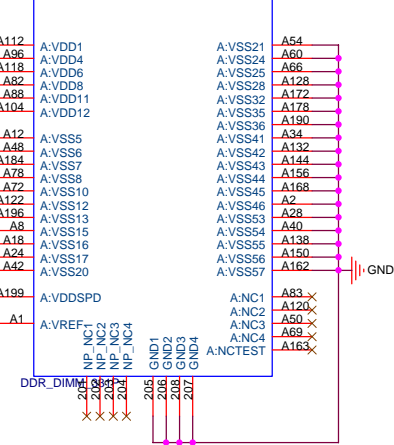 A112 A:VDD1
A96 A:VDD4 A:VSS21 A54
A118 A:VDD6 A:VSS24 A60
A82 A:VDD8 A:VSS25 A66
A88 A:VDD11 A:VSS28 A128
A104 A:VDD12 A:VSS32 A172
A:VSS35 A178
A:VSS36 A190
A12 A:VSS5 A:VSS41 A34
A48 A:VSS6 A:VSS42 A132
A184 A:VSS7 A:VSS43 A144
A78 A:VSS8 A:VSS44 A156
A72 A:VSS10 A:VSS45 A168
A122 A:VSS12 A:VSS46 A2
A196 A:VSS13 A:VSS53 A28
A8 A:VSS15 A:VSS54 A40
A18 A:VSS16 A:VSS55 A138
A24 A:VSS17 A:VSS56 A150
A42 A:VSS20 A:VSS57 A162
GND
A199 A:VDDSPD A:NC1 A83
A:NC2 A120
A1 A:VREF A:NC3 A50
A:NC4 A69
A:NCTEST A163
NP_NC1
NP_NC2
NP_NC3
NP_NC4
GND1
GND2
GND3
GND4
DDR_DIMM
204
205
206
208
207